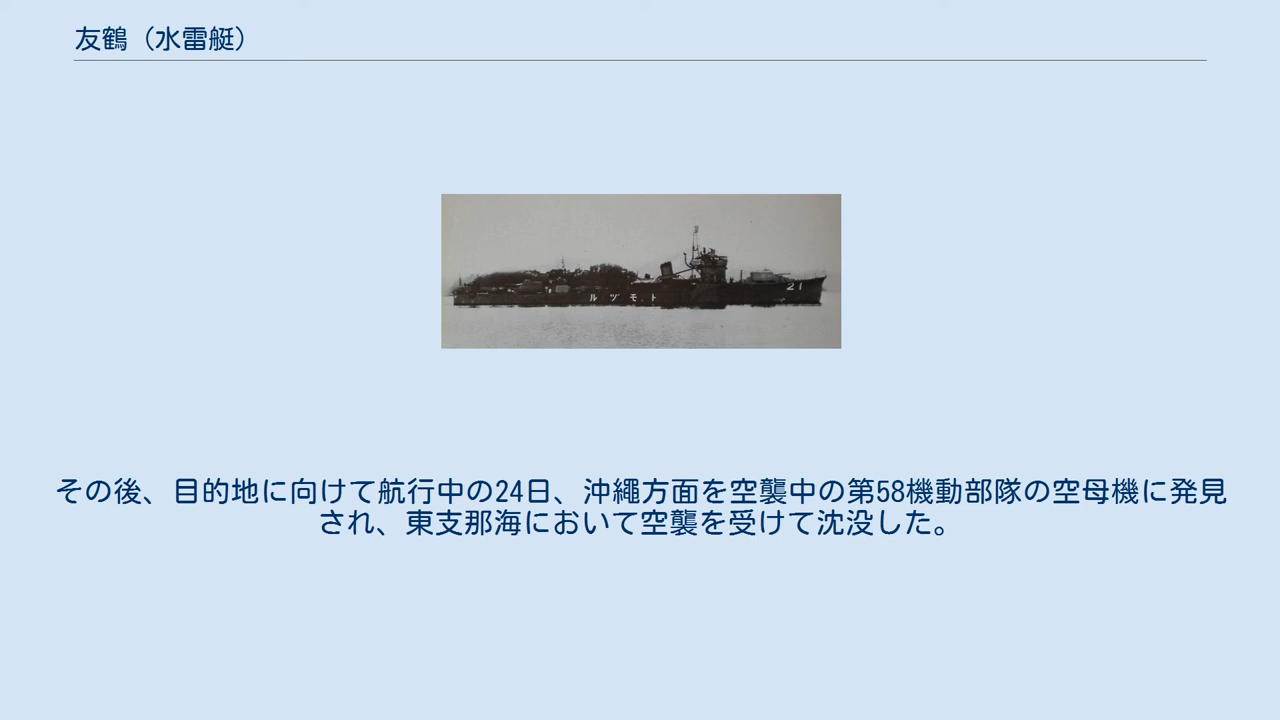 友鶴（水雷艇）
ルヅモト
21
その後、目的地に向けて航行中の24日、沖縄方面を空襲中の第58機動部隊の空母機に発見
され、東支那海において空襲を受けて沈没した。